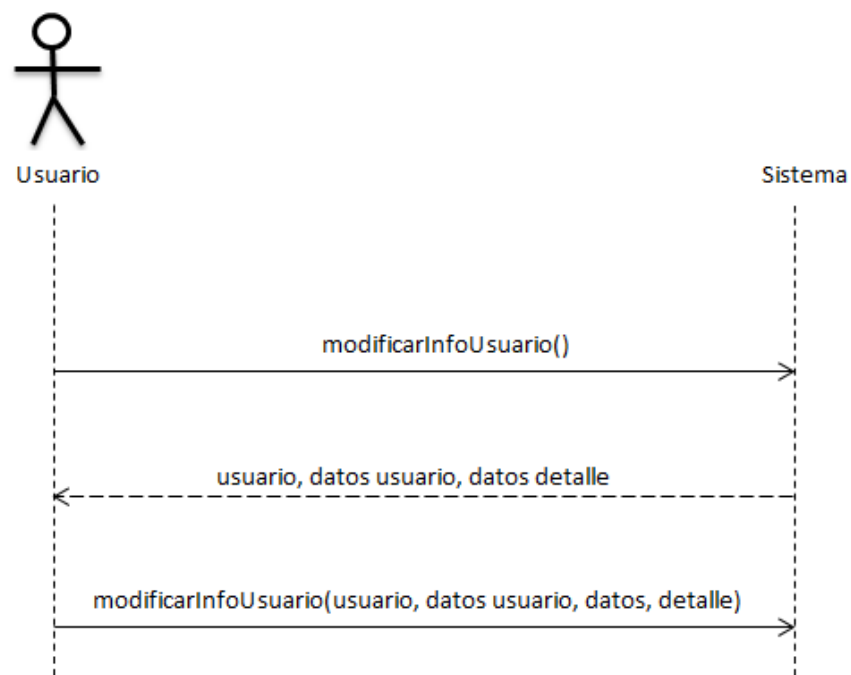 Usuario
Sistema
modificarInfoUsuario()
usuario, datos usuario, datos detalle
modificarInfoUsuario(usuario, datos usuario, datos, detalle)